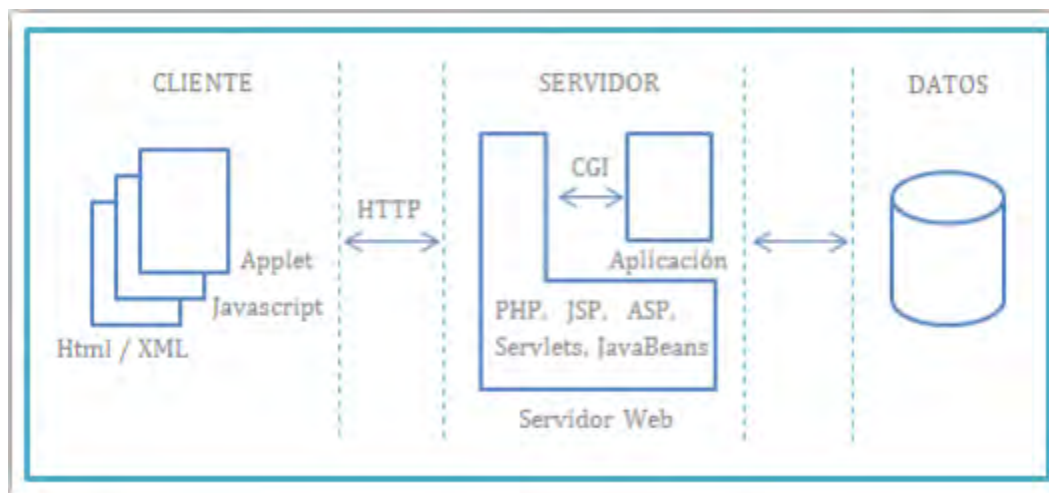 CLIENTE
SERVIDOR
DATOS
HTTP
CGI
Applet
Javascript
Html / XML
Aplicación
PHP, JSP, ASP,
Servlets, JavaBeans
Servidor Web